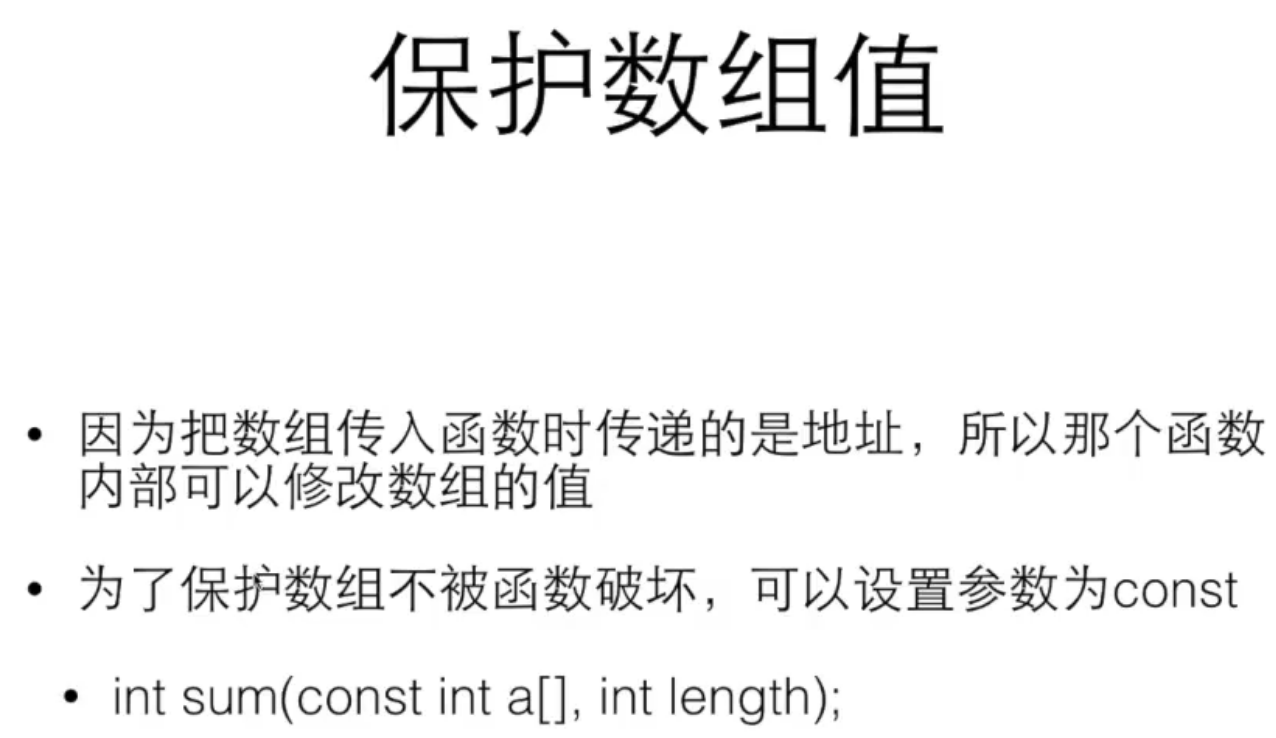 保护数组值
因为把数组传入函数时传递的是地址，所以那个函数
内部可以修改数组的值
为了保护数组不被函数破坏，可以设置参数为const
int sum(const int a[], int length);